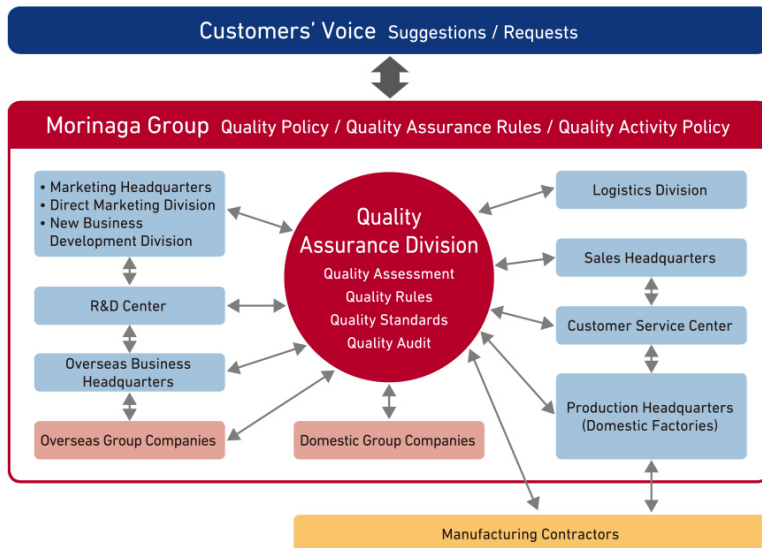 Customers' Voice Suggestions / Requests
Morinaga Group Quality Policy / Quality Assurance Rules / Quality Activity Policy
• Marketing Headquarters
• Direct Marketing Division
• New Business
Development Division
R&D Center
Overseas Business
Headquarters
Overseas Group Companies
Quality
Assurance Division
Quality Assessment
Quality Rules
Quality Standards
Quality Audit
Domestic Group Companies
Logistics Division
Sales Headquarters
Customer Service Center
Production Headquarters
(Domestic Factories)
Manufacturing Contractors